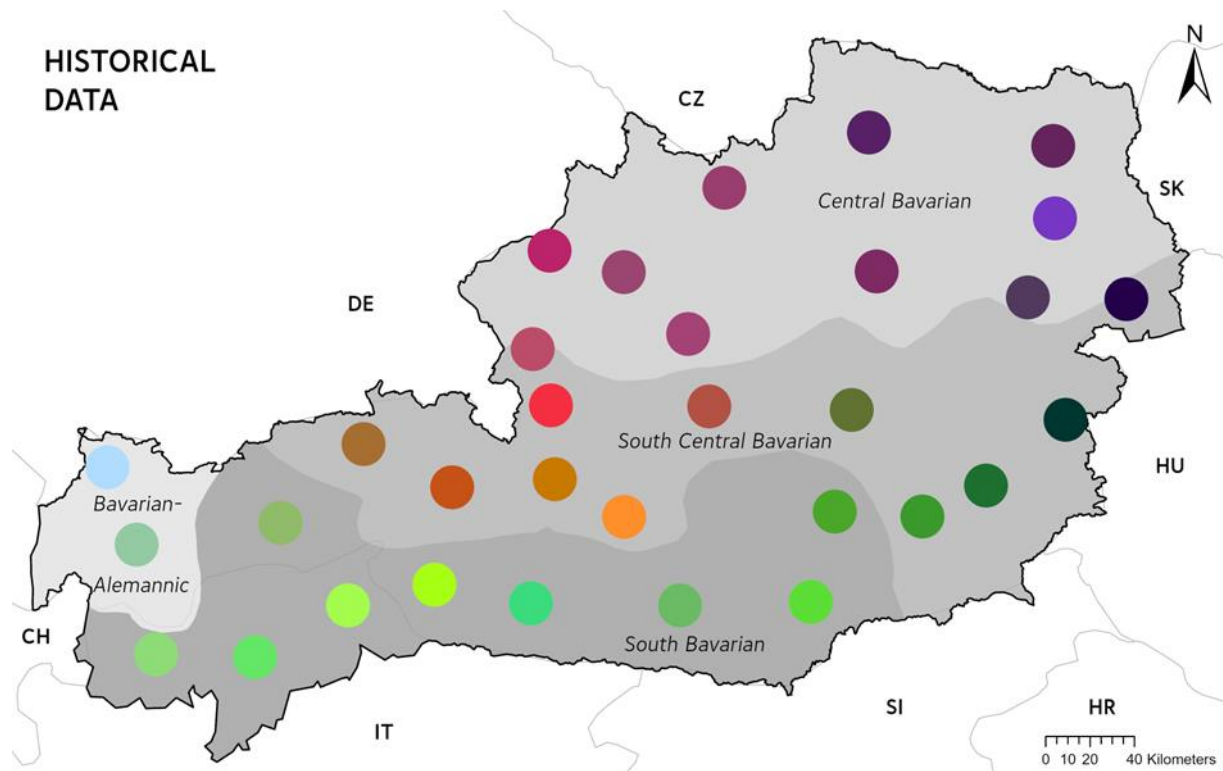 HISTORICAL
DATA
N
CZ
SK
Central Bavarian
DE
South Central Bavarian
HU
Bavarian-
Alemannic
CH
South Bavarian
IT
SI
HR
0 10 20 40 Kilometers